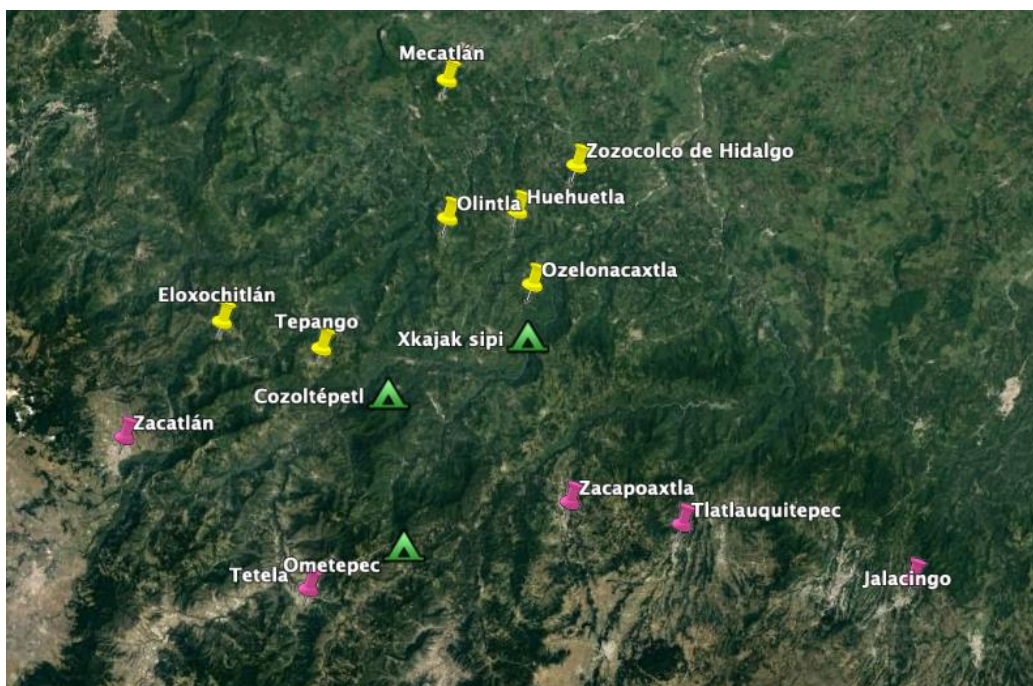 Mecatlán
Zozocolco de Hidalgo
Huehuetla
Olintla
Ozelonacaxtla
Eloxochitlán
Tepango
Xkajak sipi
Cozoltépetl
Zacatlán
Zacapoaxtla
Tlatlauquitepec
Ometepec
Tetela
Jalacingo